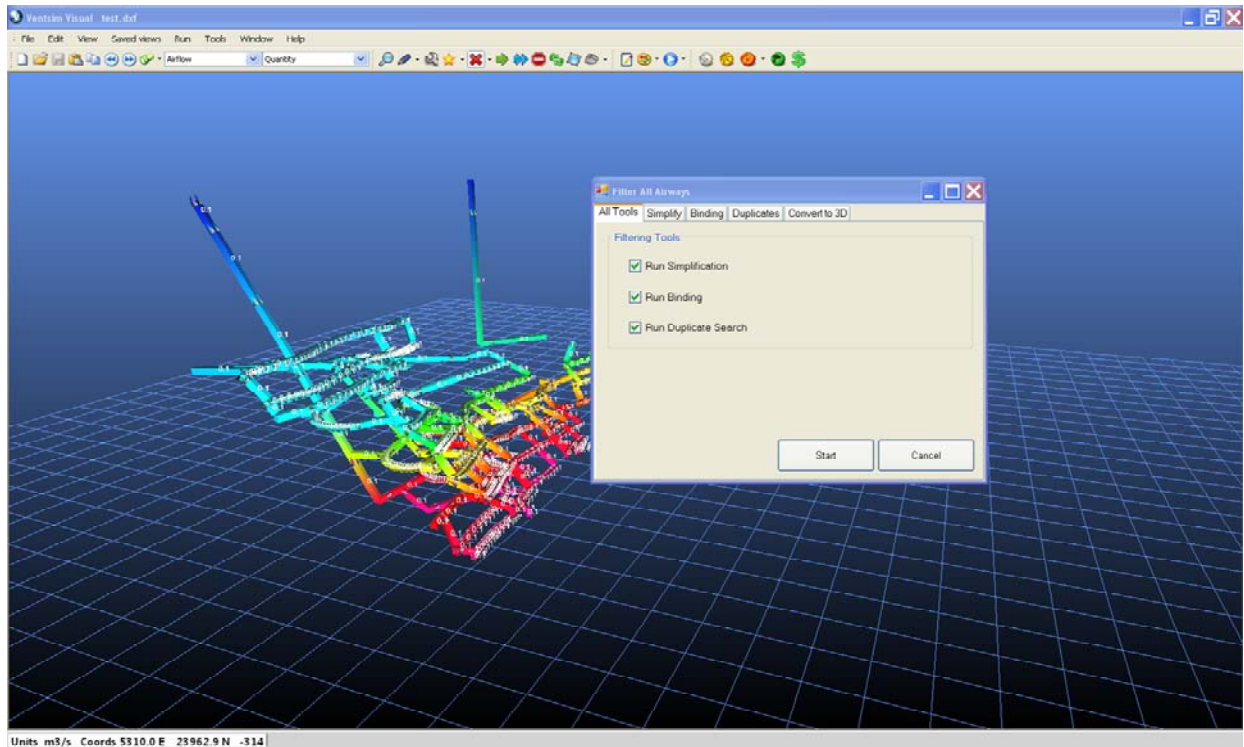 Ventsim Visual test.dxf
File Edit View Saved views Run Tools Window Help
Airflow Quantity
Filter All Airways
All Tools Simplify Binding Duplicates Convert to 3D
Filtering Tools
Run Simplification
Run Binding
Run Duplicate Search
Start Cancel
Units m3/s Coords 5310.0 E 23962.9 N -314